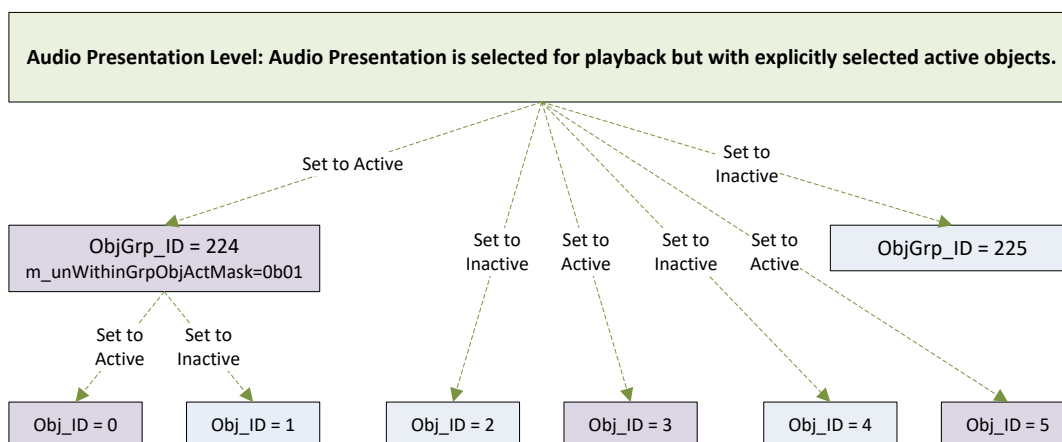 Audio Presentation Level: Audio Presentation is selected for playback but with explicitly selected active objects.
Set to Active
Set to
Inactive
ObjGrp_ID = 224
m_unWithinGrpObjActMask=0b01
Set to
Inactive
Set to
Active
Set to
Inactive
Set to
Active
ObjGrp_ID = 225
Set to
Active
Set to
Inactive
Obj_ID = 0
Obj_ID = 1
Obj_ID = 2
Obj_ID = 3
Obj_ID = 4
Obj_ID = 5